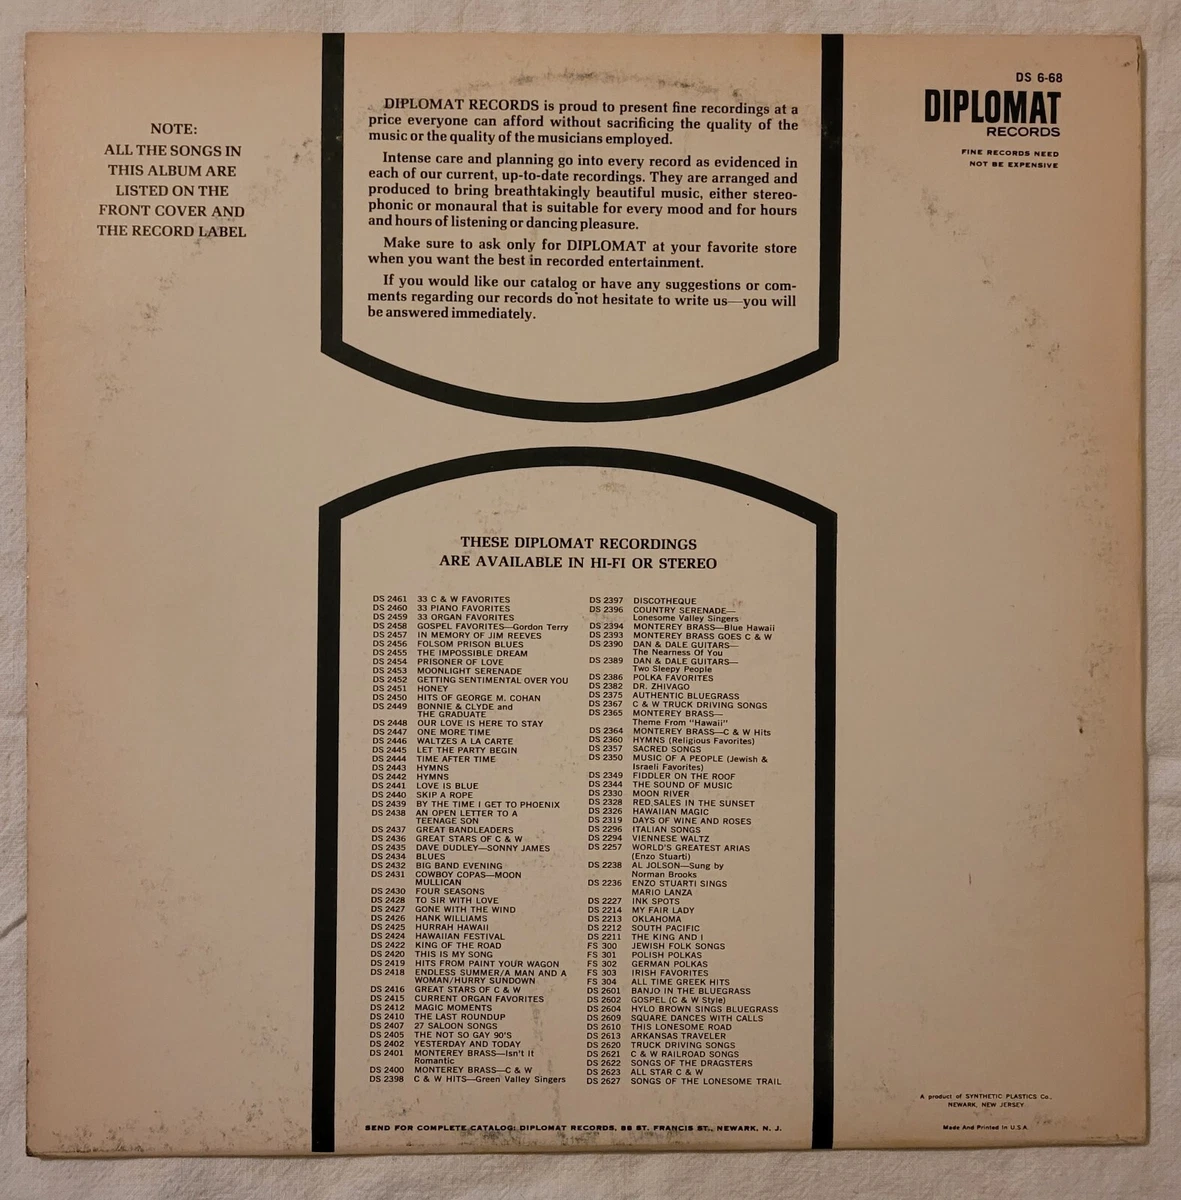 NOTE:
ALL THE SONGS IN
THIS ALBUM ARE
LISTED ON THE
FRONT COVER AND
THE RECORD LABEL
DIPLOMAT RECORDS is proud to present fine recordings at a
price everyone can afford without sacrificing the quality of the
music or the quality of the musicians employed.
Intense care and planning go into every record as evidenced in
each of our current, up-to-date recordings. They are arranged and
produced to bring breathtakingly beautiful music, either stereo-
phonic or monaural that is suitable for every mood and for hours
and hours of listening or dancing pleasure.
Make sure to ask only for DIPLOMAT at your favorite store
when you want the best in recorded entertainment.
If you would like our catalog or have any suggestions or com-
ments regarding our records do not hesitate to write us—you will
be answered immediately.
DS 6-68
DIPLOMAT
RECORDS
FINE RECORDS NEED
NOT BE EXPENSIVE
THESE DIPLOMAT RECORDINGS
ARE AVAILABLE IN HI-FI OR STEREO
DS 2461 33 C & W FAVORITES
DS 2460 33 PIANO FAVORITES
DS 2459 33 ORGAN FAVORITES
DS 2458 GOSPEL FAVORITES—Gordon Terry
DS 2457 IN MEMORY OF JIM REEVES
DS 2456 FOLSOM PRISON BLUES
DS 2455 THE IMPOSSIBLE DREAM
DS 2454 PRISONER OF LOVE
DS 2453 MOONLIGHT SERENADE
DS 2452 GETTING SENTIMENTAL OVER YOU
DS 2451 HONEY
DS 2450 HITS OF GEORGE M. COHAN
DS 2449 BONNIE & CLYDE and
THE GRADUATE
DS 2448 OUR LOVE IS HERE TO STAY
DS 2447 ONE MORE TIME
DS 2446 WALTZES A LA CARTE
DS 2445 LET THE PARTY BEGIN
DS 2444 TIME AFTER TIME
DS 2443 HYMNS
DS 2442 HYMNS
DS 2441 LOVE IS BLUE
DS 2440 SKIP A ROPE
DS 2439 BY THE TIME I GET TO PHOENIX
DS 2438 AN OPEN LETTER TO A
TEENAGE SON
DS 2437 GREAT BANDLEADERS
DS 2436 GREAT STARS OF C & W
DS 2435 DAVE DUDLEY—SONNY JAMES
DS 2434 BLUES
DS 2432 BIG BAND EVENING
DS 2431 COWBOY COPAS—MOON
MULLICAN
DS 2430 FOUR SEASONS
DS 2428 TO SIR WITH LOVE
DS 2427 GONE WITH THE WIND
DS 2426 HANK WILLIAMS
DS 2425 HURRAH HAWAII
DS 2424 HAWAIIAN FESTIVAL
DS 2422 KING OF THE ROAD
DS 2420 THIS IS MY SONG
DS 2419 HITS FROM PAINT YOUR WAGON
DS 2418 ENDLESS SUMMER/A MAN AND A
WOMAN/HURRY SUNDOWN
DS 2416 GREAT STARS OF C & W
DS 2415 CURRENT ORGAN FAVORITES
DS 2412 MAGIC MOMENTS
DS 2410 THE LAST ROUNDUP
DS 2407 27 SALOON SONGS
DS 2405 THE NOT SO GAY 90'S
DS 2402 YESTERDAY AND TODAY
DS 2401 MONTEREY BRASS—Isn't It
Romantic
DS 2400 MONTEREY BRASS—C & W
DS 2398 C & W HITS—Green Valley Singers
DS 2397 DISCOTHEQUE
DS 2396 COUNTRY SERENADE—
Lonesome Valley Singers
DS 2394 MONTEREY BRASS—Blue Hawaii
DS 2393 MONTEREY BRASS GOES C & W
DS 2390 DAN & DALE GUITARS—
The Nearness Of You
DS 2389 DAN & DALE GUITARS—
Two Sleepy People
DS 2386 POLKA FAVORITES
DS 2382 DR. ZHIVAGO
DS 2375 AUTHENTIC BLUEGRASS
DS 2367 C & W TRUCK DRIVING SONGS
DS 2365 MONTEREY BRASS—
Theme From "Hawaii"
DS 2364 MONTEREY BRASS—C & W Hits
DS 2360 HYMNS (Religious Favorites)
DS 2357 SACRED SONGS
DS 2350 MUSIC OF A PEOPLE (Jewish &
Israeli Favorites)
DS 2349 FIDDLER ON THE ROOF
DS 2344 THE SOUND OF MUSIC
DS 2330 MOON RIVER
DS 2328 RED SALES IN THE SUNSET
DS 2326 HAWAIIAN MAGIC
DS 2319 DAYS OF WINE AND ROSES
DS 2296 ITALIAN SONGS
DS 2294 VIENNESE WALTZ
DS 2257 WORLD'S GREATEST ARIAS
(Enzo Stuarti)
DS 2238 AL JOLSON—Sung by
Norman Brooks
DS 2236 ENZO STUARTI SINGS
MARIO LANZA
DS 2227 INK SPOTS
DS 2214 MY FAIR LADY
DS 2213 OKLAHOMA
DS 2212 SOUTH PACIFIC
DS 2211 THE KING AND I
FS 300 JEWISH FOLK SONGS
FS 301 POLISH POLKAS
FS 302 GERMAN POLKAS
FS 303 IRISH FAVORITES
FS 304 ALL TIME GREEK HITS
DS 2601 BANJO IN THE BLUEGRASS
DS 2602 GOSPEL (C & W Style)
DS 2604 HYLO BROWN SINGS BLUEGRASS
DS 2609 SQUARE DANCES WITH CALLS
DS 2610 THIS LONESOME ROAD
DS 2613 ARKANSAS TRAVELER
DS 2620 TRUCK DRIVING SONGS
DS 2621 C & W RAILROAD SONGS
DS 2622 SONGS OF THE DRAGSTERS
DS 2623 ALL STAR C & W
DS 2627 SONGS OF THE LONESOME TRAIL
SEND FOR COMPLETE CATALOG: DIPLOMAT RECORDS, 88 ST. FRANCIS ST., NEWARK, N. J.
A product of SYNTHETIC PLASTICS Co.,
NEWARK, NEW JERSEY
Made And Printed In U.S.A.